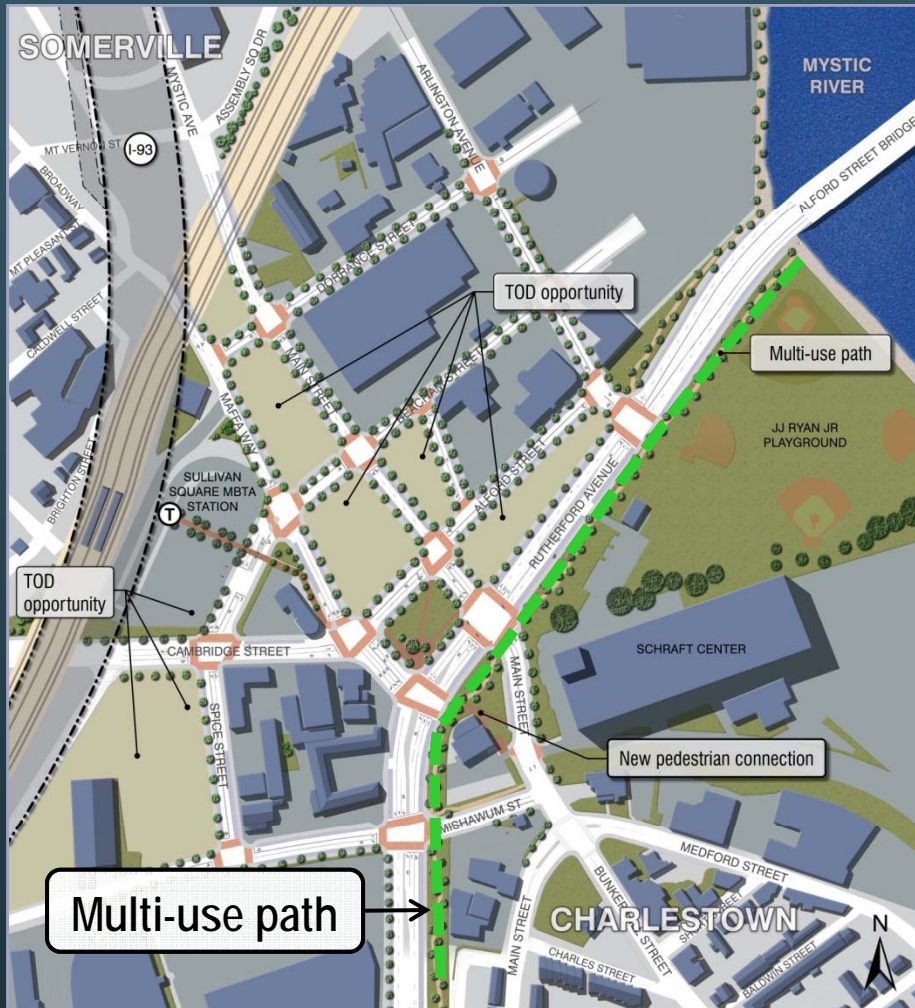 SOMERVILLE
MYSTIC AVE
ASSEMBLY SQ DR
ARLINGTON AVENUE
MYSTIC
RIVER
MT VERNON ST
I-93
BROADWAY
ALFORD STREET BRIDGE
MT PLEASANT ST
DORRANCE STREET
TOD opportunity
CALDWELL STREET
MAIN STREET
BEACHAM STREET
Multi-use path
MAFFA WAY
JJ RYAN JR
PLAYGROUND
BRIGHTON STREET
SULLIVAN
SQUARE MBTA
STATION
T
ALFORD STREET
RUTHERFORD AVENUE
TOD
opportunity
CAMBRIDGE STREET
SCHRAFT CENTER
MAIN STREET
SPICE STREET
New pedestrian connection
MISHAWUM ST
MEDFORD STREET
Multi-use path
BUNKER HILL STREET
CHARLESTOWN
MAIN STREET
CHARLES STREET
BALDWIN STREET
N